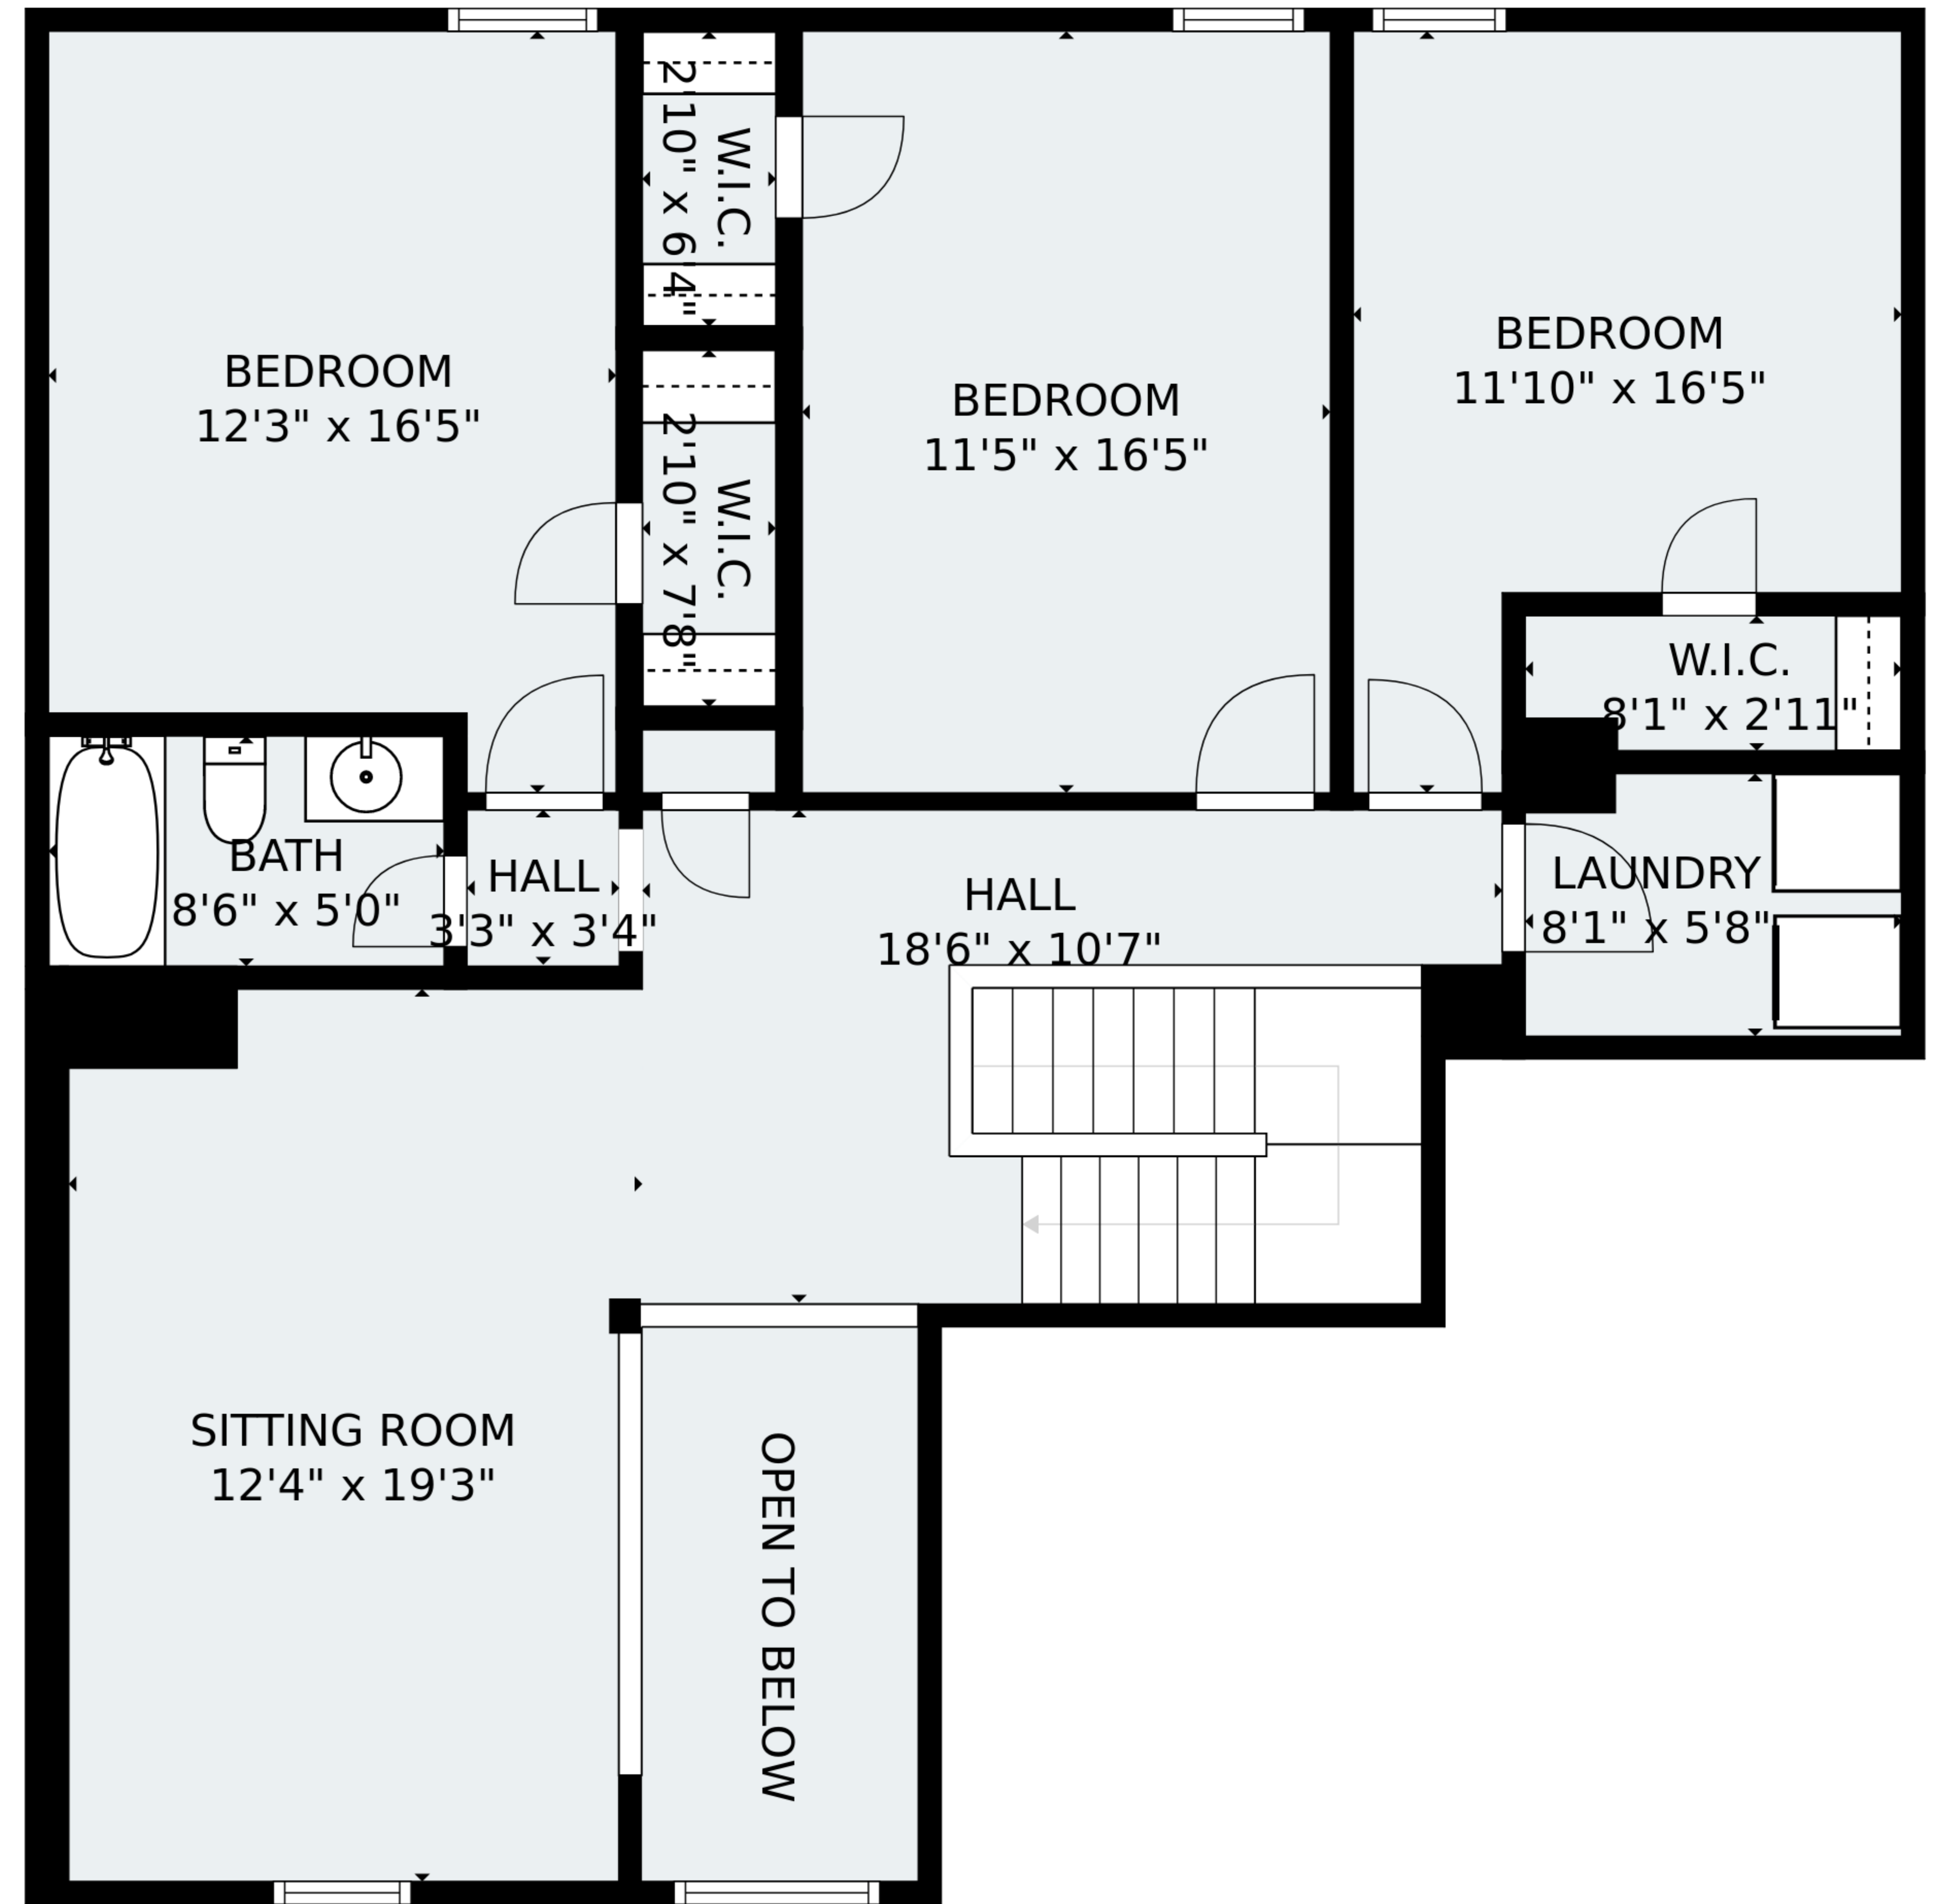 W.I.C.
2'10" x 6'4"
BEDROOM
11'10" x 16'5"
BEDROOM
12'3" x 16'5"
BEDROOM
11'5" x 16'5"
W.I.C.
2'10" x 7'8"
W.I.C.
8'1" x 2'11"
BATH
8'6" x 5'0"
HALL
3'3" x 3'4"
HALL
18'6" x 10'7"
LAUNDRY
8'1" x 5'8"
SITTING ROOM
12'4" x 19'3"
OPEN TO BELOW